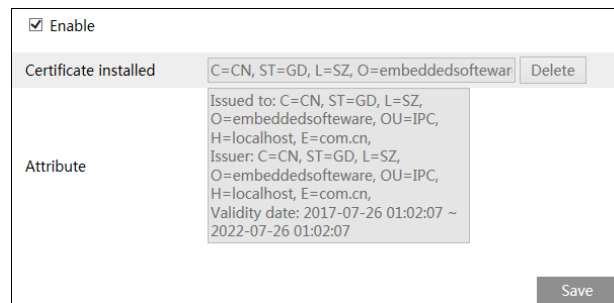 Enable
Certificate installed
C=CN, ST=GD, L=SZ, O=embeddedsoftewar
Delete
Attribute
Issued to: C=CN, ST=GD, L=SZ,
O=embeddedsofteware, OU=IPC,
H=localhost, E=com.cn,
Issuer: C=CN, ST=GD, L=SZ,
O=embeddedsofteware, OU=IPC,
H=localhost, E=com.cn,
Validity date: 2017-07-26 01:02:07 ~
2022-07-26 01:02:07
Save